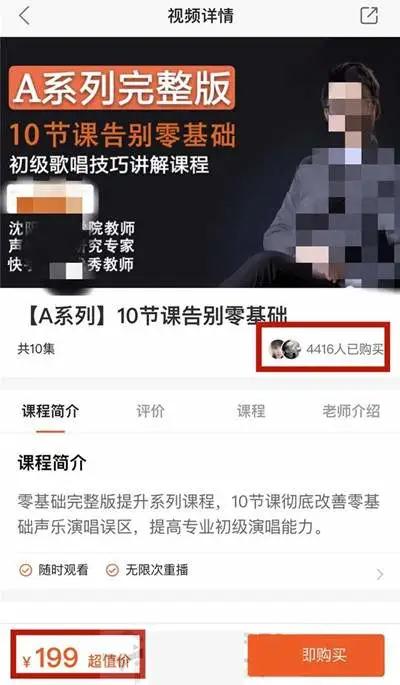 视频详情
A系列完整版
10节课告别零基础
初级歌唱技巧讲解课程
沈 院教师
声 研究专家
快 秀教师
【A系列】10节课告别零基础
共10集
4416人已购买
课程简介 评价 课程 老师介绍
课程简介
零基础完整版提升系列课程，10节课彻底改善零基
础声乐演唱误区，提高专业初级演唱能力。
随时观看 无限次重播
¥199 超值价 即购买